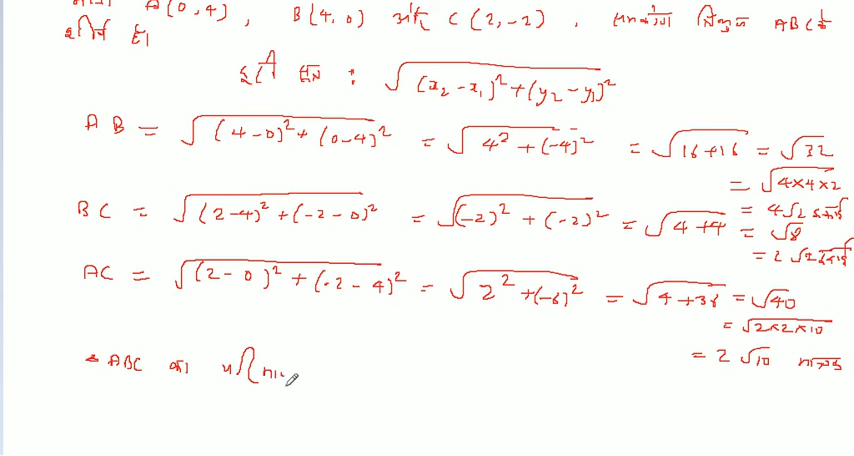 A(0,4), B(4,0) और C(2,-2), त्रिभुज ABC के
: √(x₂-x₁)²+(y₂-y₁)²
AB = √(4-0)²+(0-4)² = √4²+(-4)² = √16+16 = √32
= √4×4×2
= 4√2
BC = √(2-4)²+(-2-0)² = √(-2)²+(-2)² = √4+4 = √8
= 2√2
AC = √(2-0)²+(-2-4)² = √2²+(-6)² = √4+36 = √40
= √2×2×10
= 2√10 मात्रक
ABC का